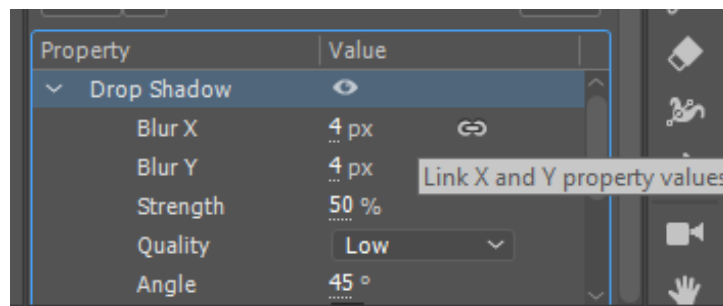 Property Value
Drop Shadow
Blur X 4 px
Blur Y 4 px
Link X and Y property values
Strength 50 %
Quality Low
Angle 45 °